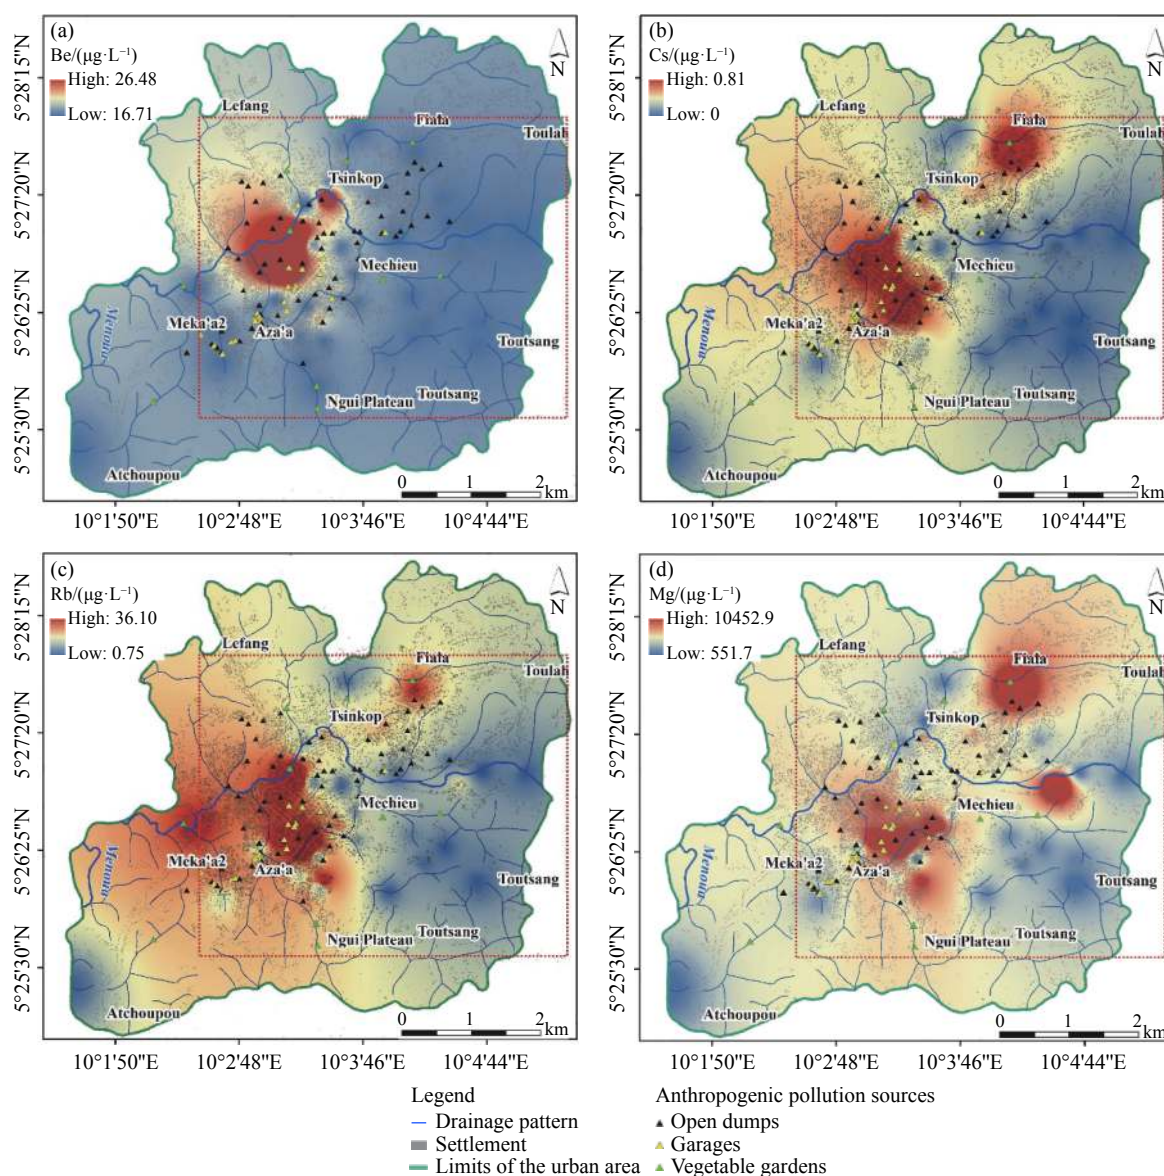 (a)
Be/(μg·L⁻¹)
High: 26.48
Low: 16.71
N
Lefang
Fiala
Toulah
Tsinkop
Mechieu
Menoua
Meka'a2
Aza'a
Toutsang
Toutsang
Ngui Plateau
Atchoupou
0 1 2
km
5°28'15"N
5°27'20"N
5°26'25"N
5°25'30"N
10°1'50"E 10°2'48"E 10°3'46"E 10°4'44"E
(b)
Cs/(μg·L⁻¹)
High: 0.81
Low: 0
N
Lefang
Fiala
Toulah
Tsinkop
Mechieu
Menoua
Meka'a2
Aza'a
Toutsang
Toutsang
Ngui Plateau
Atchoupou
0 1 2
km
5°28'15"N
5°27'20"N
5°26'25"N
5°25'30"N
10°1'50"E 10°2'48"E 10°3'46"E 10°4'44"E
(c)
Rb/(μg·L⁻¹)
High: 36.10
Low: 0.75
N
Lefang
Fiala
Toulah
Tsinkop
Mechieu
Menoua
Meka'a2
Aza'a
Toutsang
Toutsang
Ngui Plateau
Atchoupou
0 1 2
km
5°28'15"N
5°27'20"N
5°26'25"N
5°25'30"N
10°1'50"E 10°2'48"E 10°3'46"E 10°4'44"E
(d)
Mg/(μg·L⁻¹)
High: 10452.9
Low: 551.7
N
Lefang
Fiala
Toulah
Tsinkop
Mechieu
Menoua
Meka'a2
Aza'a
Toutsang
Toutsang
Ngui Plateau
Atchoupou
0 1 2
km
5°28'15"N
5°27'20"N
5°26'25"N
5°25'30"N
10°1'50"E 10°2'48"E 10°3'46"E 10°4'44"E
Legend
Drainage pattern
Settlement
Limits of the urban area
Anthropogenic pollution sources
Open dumps
Garages
Vegetable gardens